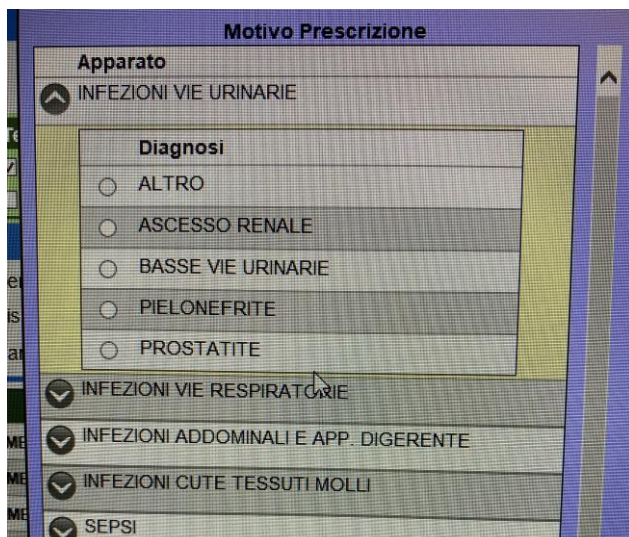 Motivo Prescrizione
Apparato
INFEZIONI VIE URINARIE
Diagnosi
ALTRO
ASCESSO RENALE
BASSE VIE URINARIE
PIELONEFRITE
PROSTATITE
INFEZIONI VIE RESPIRATORIE
INFEZIONI ADDOMINALI E APP. DIGERENTE
INFEZIONI CUTE TESSUTI MOLLI
SEPSI